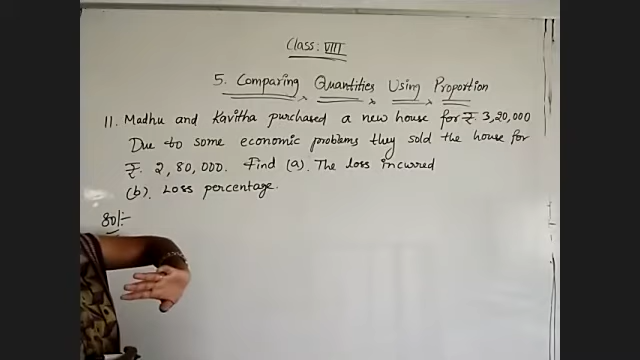 Class: VIII
5. Comparing Quantities Using Proportion
11. Madhu and Kavitha purchased a new house for ₹. 3,20,000
Due to some economic problems they sold the house for
₹. 2,80,000. Find (a). The loss incurred
(b). Loss percentage.
Sol:-